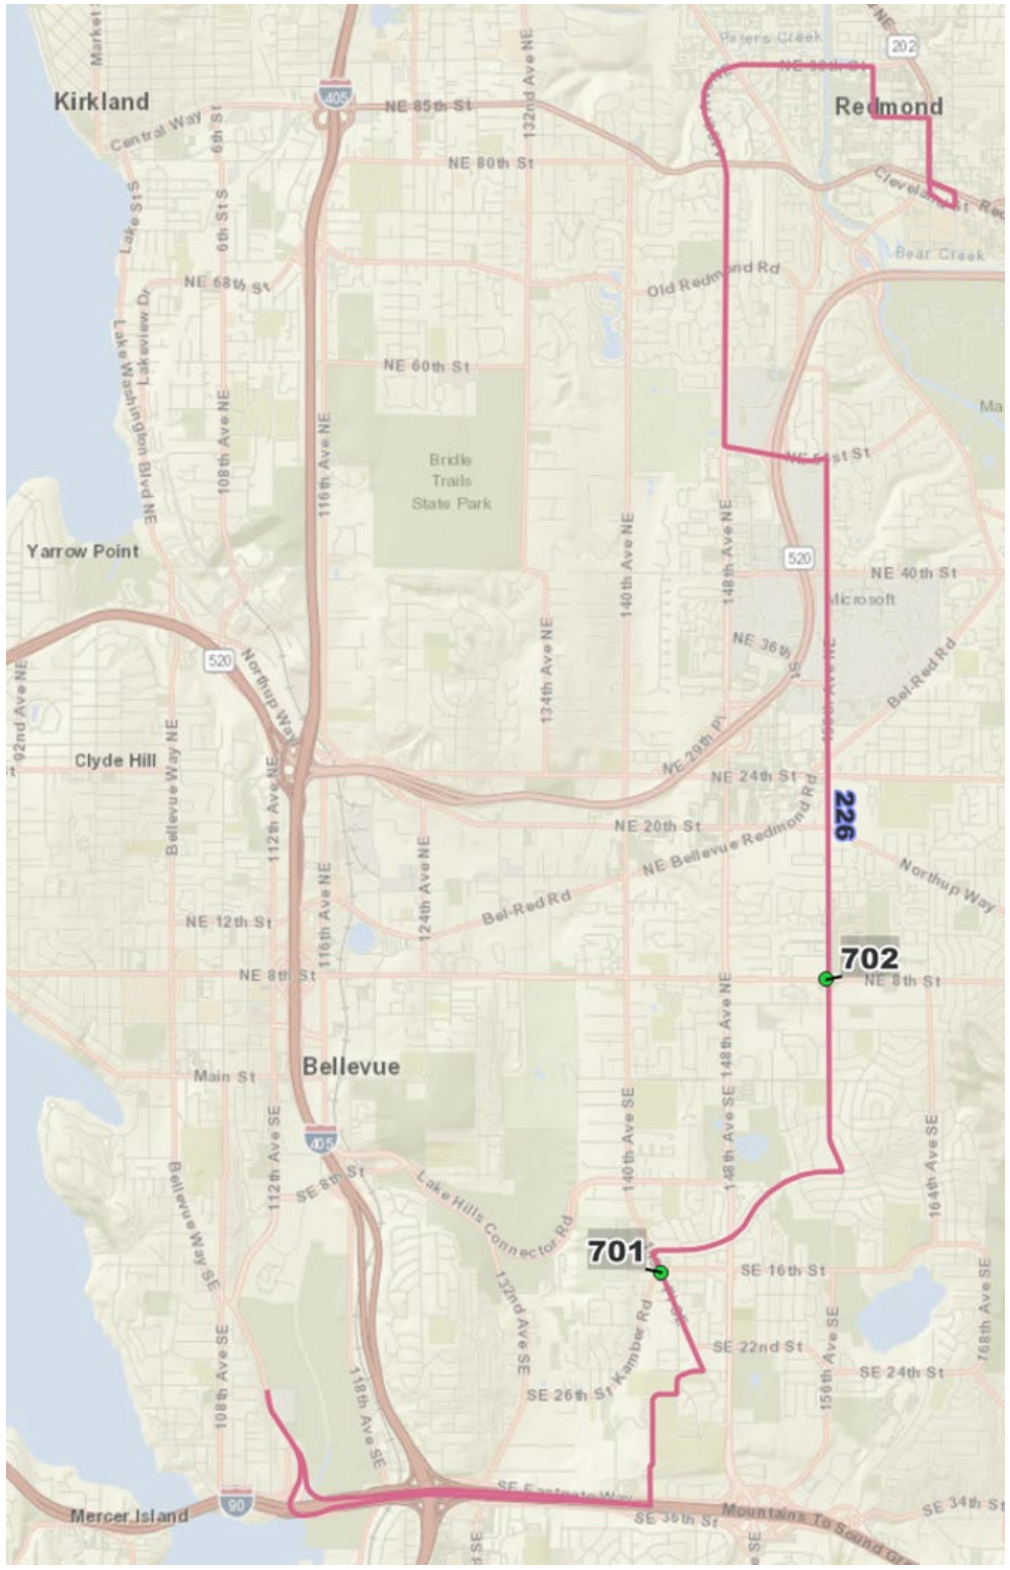 Market
NE
Peters Creek
202
Kirkland
405
NE 85th St
132nd Ave NE
Redmond
Central Way
6th St
NE 80th St
Lake St S
6th St S
Cleveland St
Bear Creek
NE 68th St
Old Redmond Rd
Lakeview Dr
Lake Washington Blvd NE
NE 60th St
108th Ave NE
116th Ave NE
Bridle
Trails
State Park
NE 51st St
Yarrow Point
140th Ave NE
148th Ave NE
520
NE 40th St
Microsoft
520
Northup Way
134th Ave NE
NE 36th St
156th Ave NE
Bel-Red Rd
92nd Ave NE
Clyde Hill
Bellevue Way NE
112th Ave NE
NE 29th Pl
NE 24th St
226
NE 20th St
NE Bellevue Redmond Rd
124th Ave NE
116th Ave NE
Bel-Red Rd
Northup Way
NE 12th St
702
NE 8th St
NE 8th St
148th Ave NE
Bellevue
Main St
405
112th Ave SE
140th Ave SE
148th Ave SE
164th Ave SE
SE 8th St
Bellevue Way SE
Lake Hills Connector Rd
701
SE 16th St
132nd Ave SE
Kamber Rd
168th Ave SE
108th Ave SE
118th Ave SE
SE 22nd St
SE 24th St
SE 26th St
156th Ave SE
SE Eastgate Way
90
Mercer Island
SE 36th St
Mountains To Sound Gre
SE 34th St
SE
SE